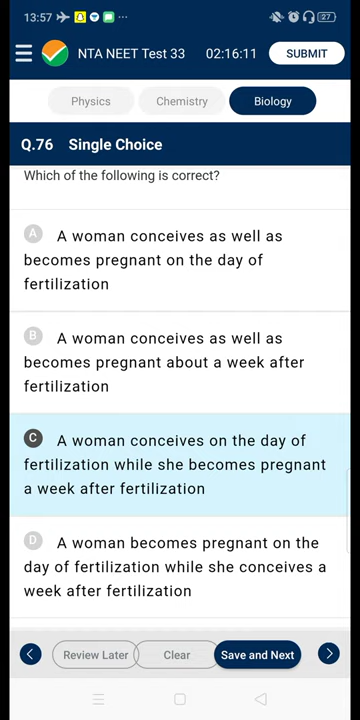 13:57 ... 27
NTA NEET Test 33 02:16:11 SUBMIT
Physics Chemistry Biology
Q.76 Single Choice
Which of the following is correct?
A A woman conceives as well as
becomes pregnant on the day of
fertilization
B A woman conceives as well as
becomes pregnant about a week after
fertilization
C A woman conceives on the day of
fertilization while she becomes pregnant
a week after fertilization
D A woman becomes pregnant on the
day of fertilization while she conceives a
week after fertilization
Review Later Clear Save and Next